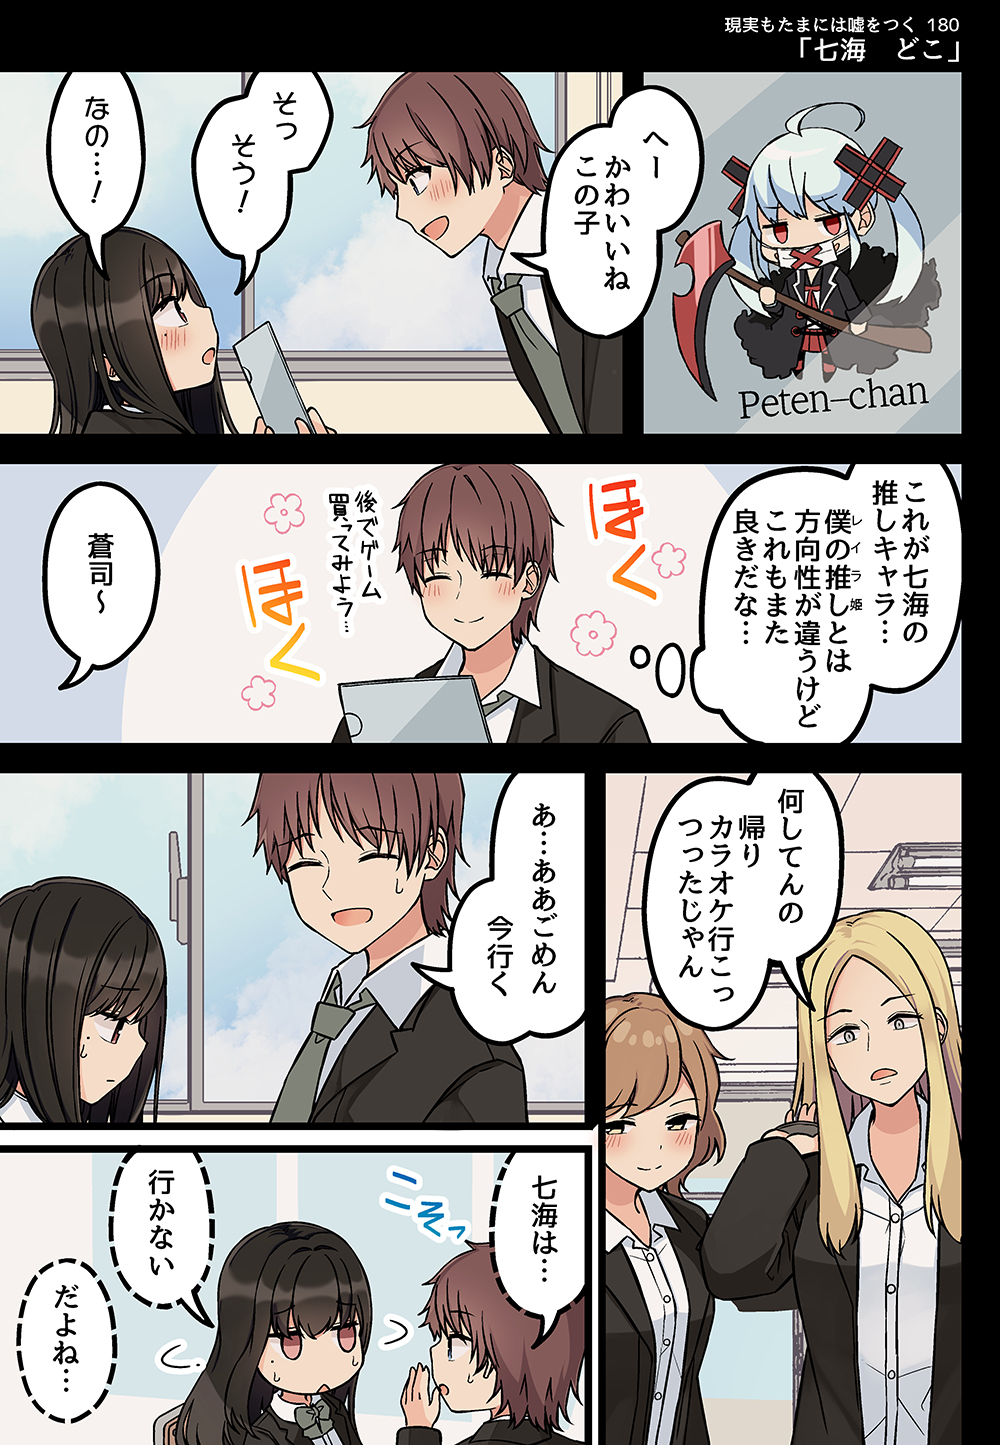 現実もたまには嘘をつく 180
「七海　どこ」
Peten-chan
へー
かわいいね
この子
そっ
そう！
なの…！
これが七海の
推しキャラ…
僕の推しとは
レイラ姫
方向性が違うけど
これもまた
良きだな…
ほくほく
後でゲーム
買ってみよう…
蒼司～
何してんの
帰り
カラオケ行こっ
つったじゃん
あ…ああごめん
今行く
七海は…
こそっ
行かない
だよね…